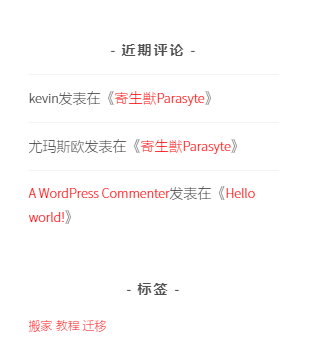 - 近期评论 -
kevin发表在《寄生獣Parasyte》
尤玛斯欧发表在《寄生獣Parasyte》
A WordPress Commenter发表在《Hello
world!》
- 标签 -
搬家 教程 迁移